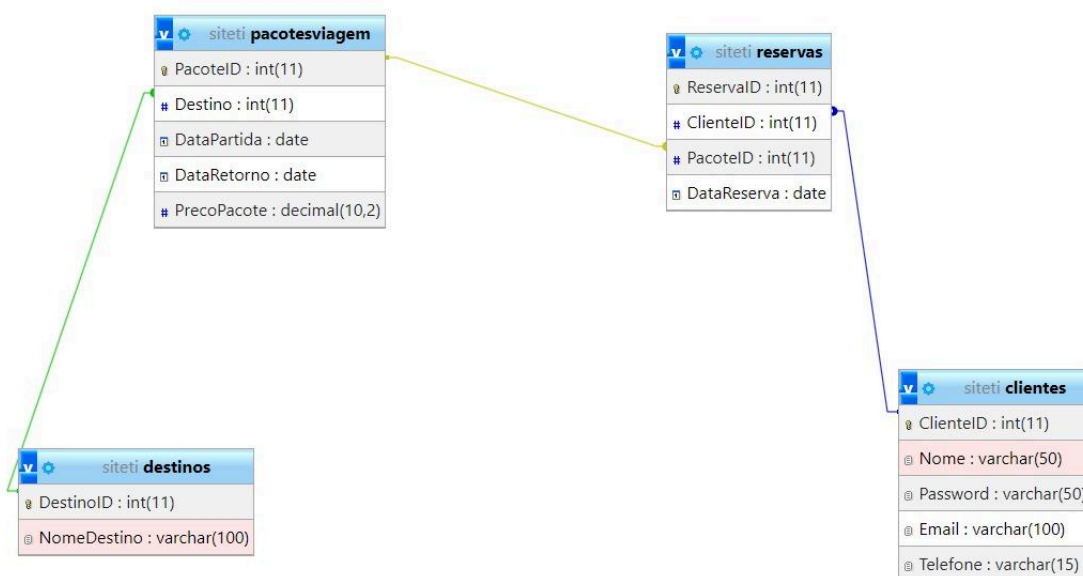 siteti pacotesviagem
PacoteID : int(11)
Destino : int(11)
DataPartida : date
DataRetorno : date
PrecoPacote : decimal(10,2)
siteti reservas
ReservaID : int(11)
ClienteID : int(11)
PacoteID : int(11)
DataReserva : date
siteti clientes
ClienteID : int(11)
Nome : varchar(50)
Password : varchar(50)
Email : varchar(100)
Telefone : varchar(15)
siteti destinos
DestinoID : int(11)
NomeDestino : varchar(100)